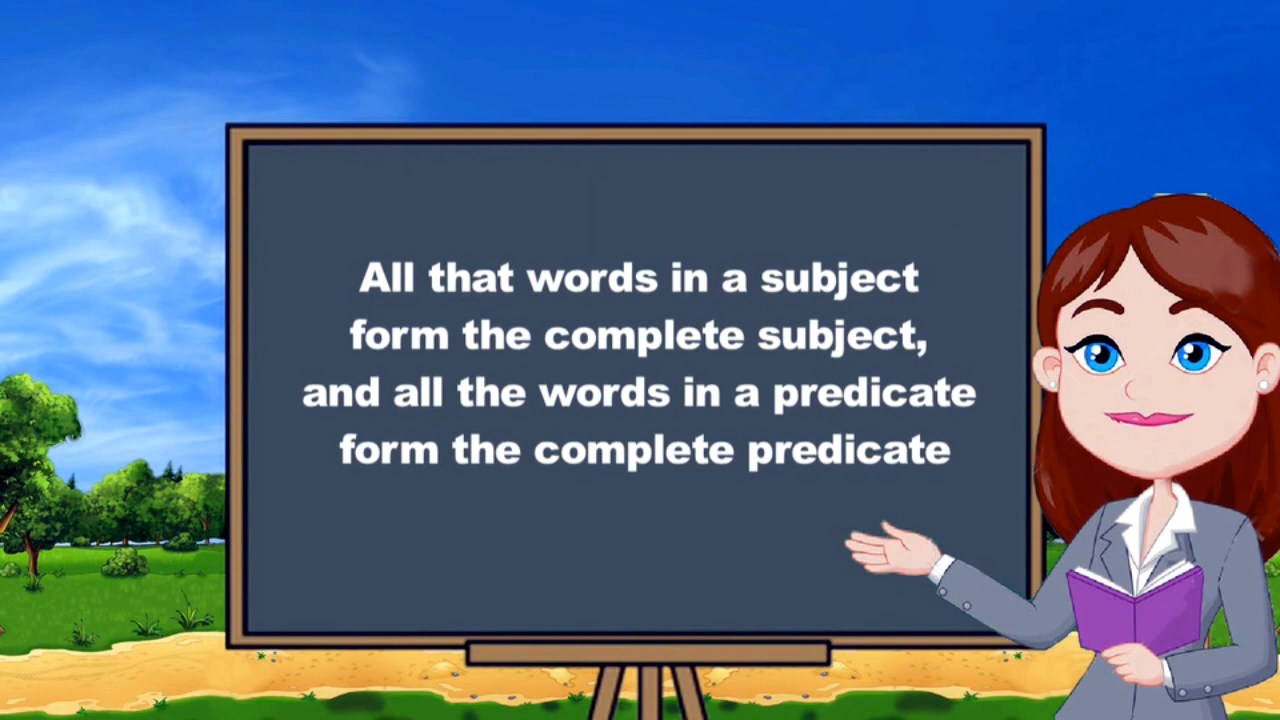 All that words in a subject
form the complete subject,
and all the words in a predicate
form the complete predicate